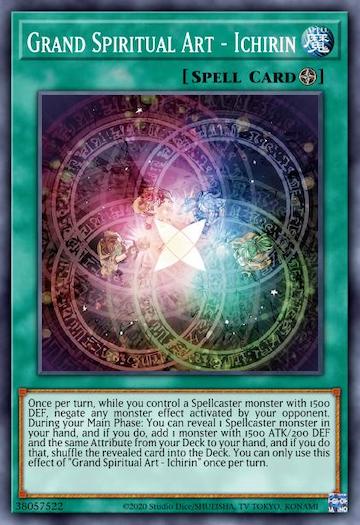 Grand Spiritual Art - Ichirin
魔
[Spell Card]
Once per turn, while you control a Spellcaster monster with 1500
DEF, negate any monster effect activated by your opponent.
During your Main Phase: You can reveal 1 Spellcaster monster in
your hand, and if you do, add 1 monster with 1500 ATK/200 DEF
and the same Attribute from your Deck to your hand, and if you do
that, shuffle the revealed card into the Deck. You can only use this
effect of "Grand Spiritual Art - Ichirin" once per turn.
38057522
©2020 Studio Dice/SHUEISHA, TV TOKYO, KONAMI